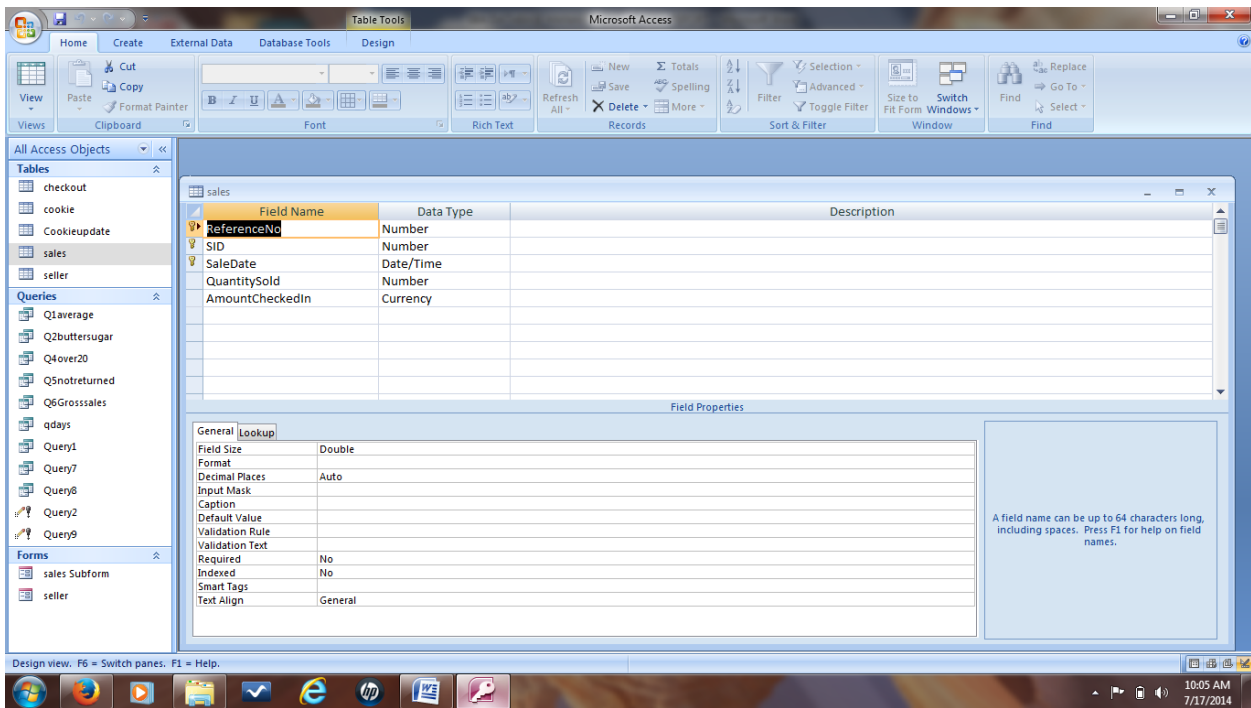 Table Tools Microsoft Access
Home Create External Data Database Tools Design
View
Views
Paste
Cut
Copy
Format Painter
Clipboard
B I U A
Font
Rich Text
Refresh All
New
Save
Delete
Σ Totals
Spelling
More
Records
Filter
Selection
Advanced
Toggle Filter
Sort & Filter
Size to Fit Form
Switch Windows
Window
Find
Replace
Go To
Select
Find
All Access Objects
Tables
checkout
cookie
Cookieupdate
sales
seller
Queries
Q1average
Q2buttersugar
Q4over20
Q5notreturned
Q6Grosssales
qdays
Query1
Query7
Query8
Query2
Query9
Forms
sales Subform
seller
sales
Field Name Data Type Description
ReferenceNo Number
SID Number
SaleDate Date/Time
QuantitySold Number
AmountCheckedIn Currency
Field Properties
General Lookup
Field Size Double
Format
Decimal Places Auto
Input Mask
Caption
Default Value
Validation Rule
Validation Text
Required No
Indexed No
Smart Tags
Text Align General
A field name can be up to 64 characters long,
including spaces. Press F1 for help on field
names.
Design view. F6 = Switch panes. F1 = Help.
hp
W
10:05 AM
7/17/2014